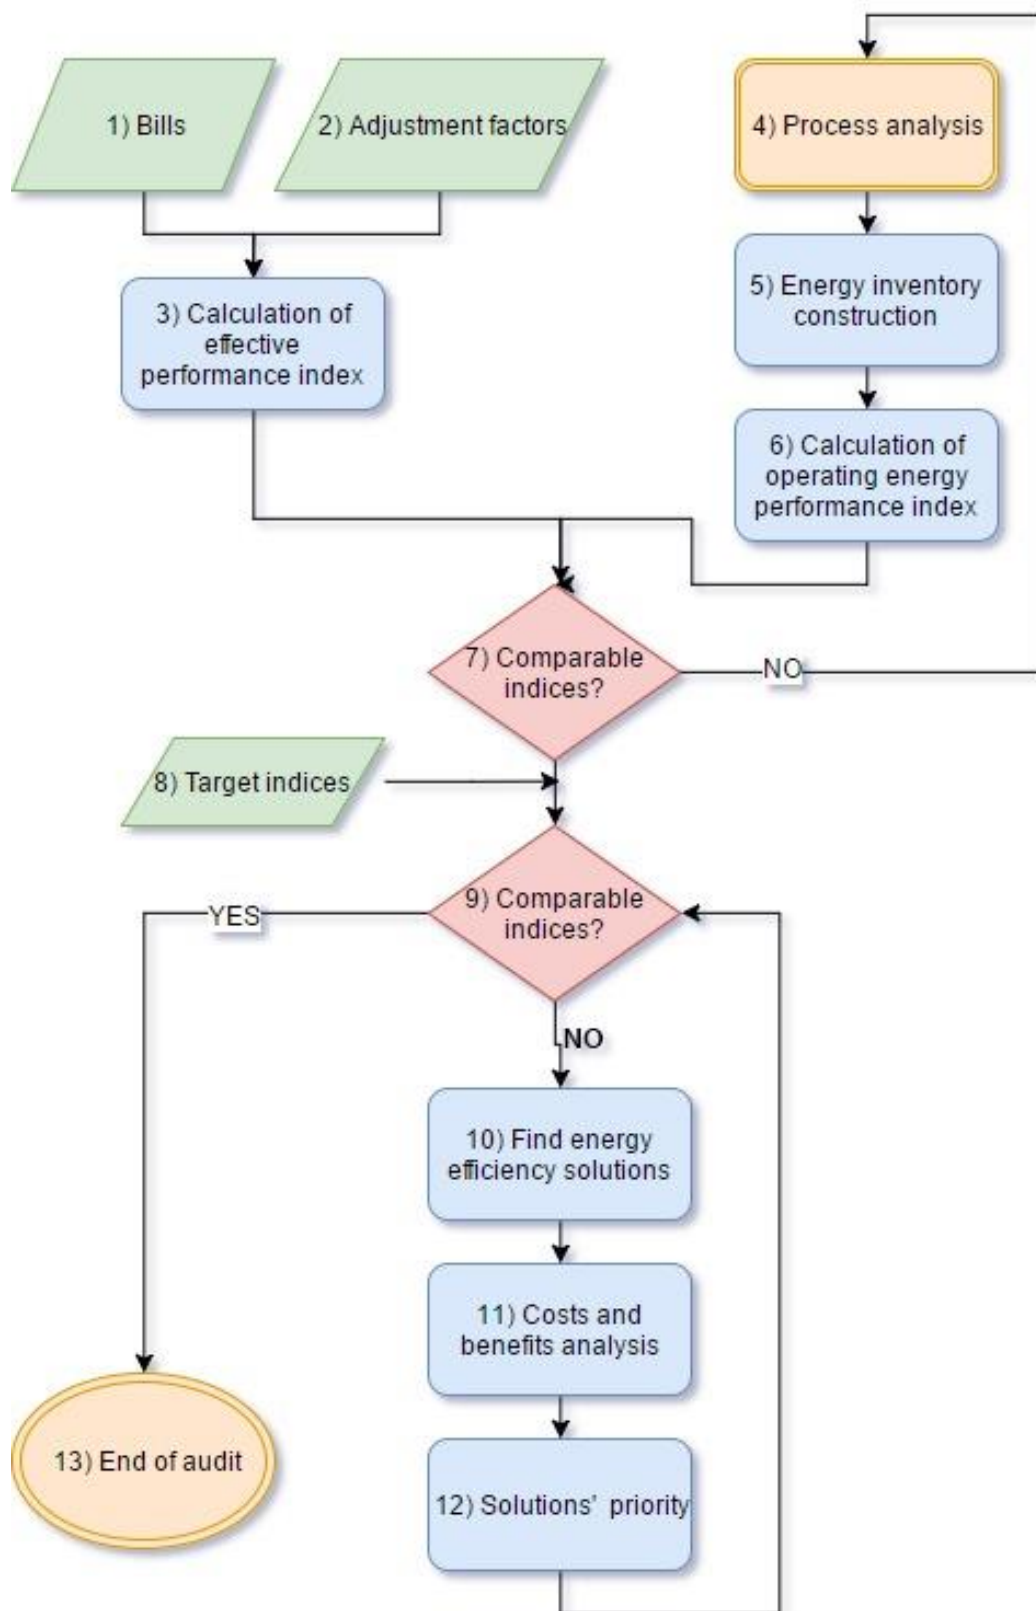 1) Bills
2) Adjustment factors
3) Calculation of
effective
performance index
4) Process analysis
5) Energy inventory
construction
6) Calculation of
operating energy
performance index
7) Comparable
indices?
NO
8) Target indices
9) Comparable
indices?
YES
NO
10) Find energy
efficiency solutions
11) Costs and
benefits analysis
12) Solutions' priority
13) End of audit